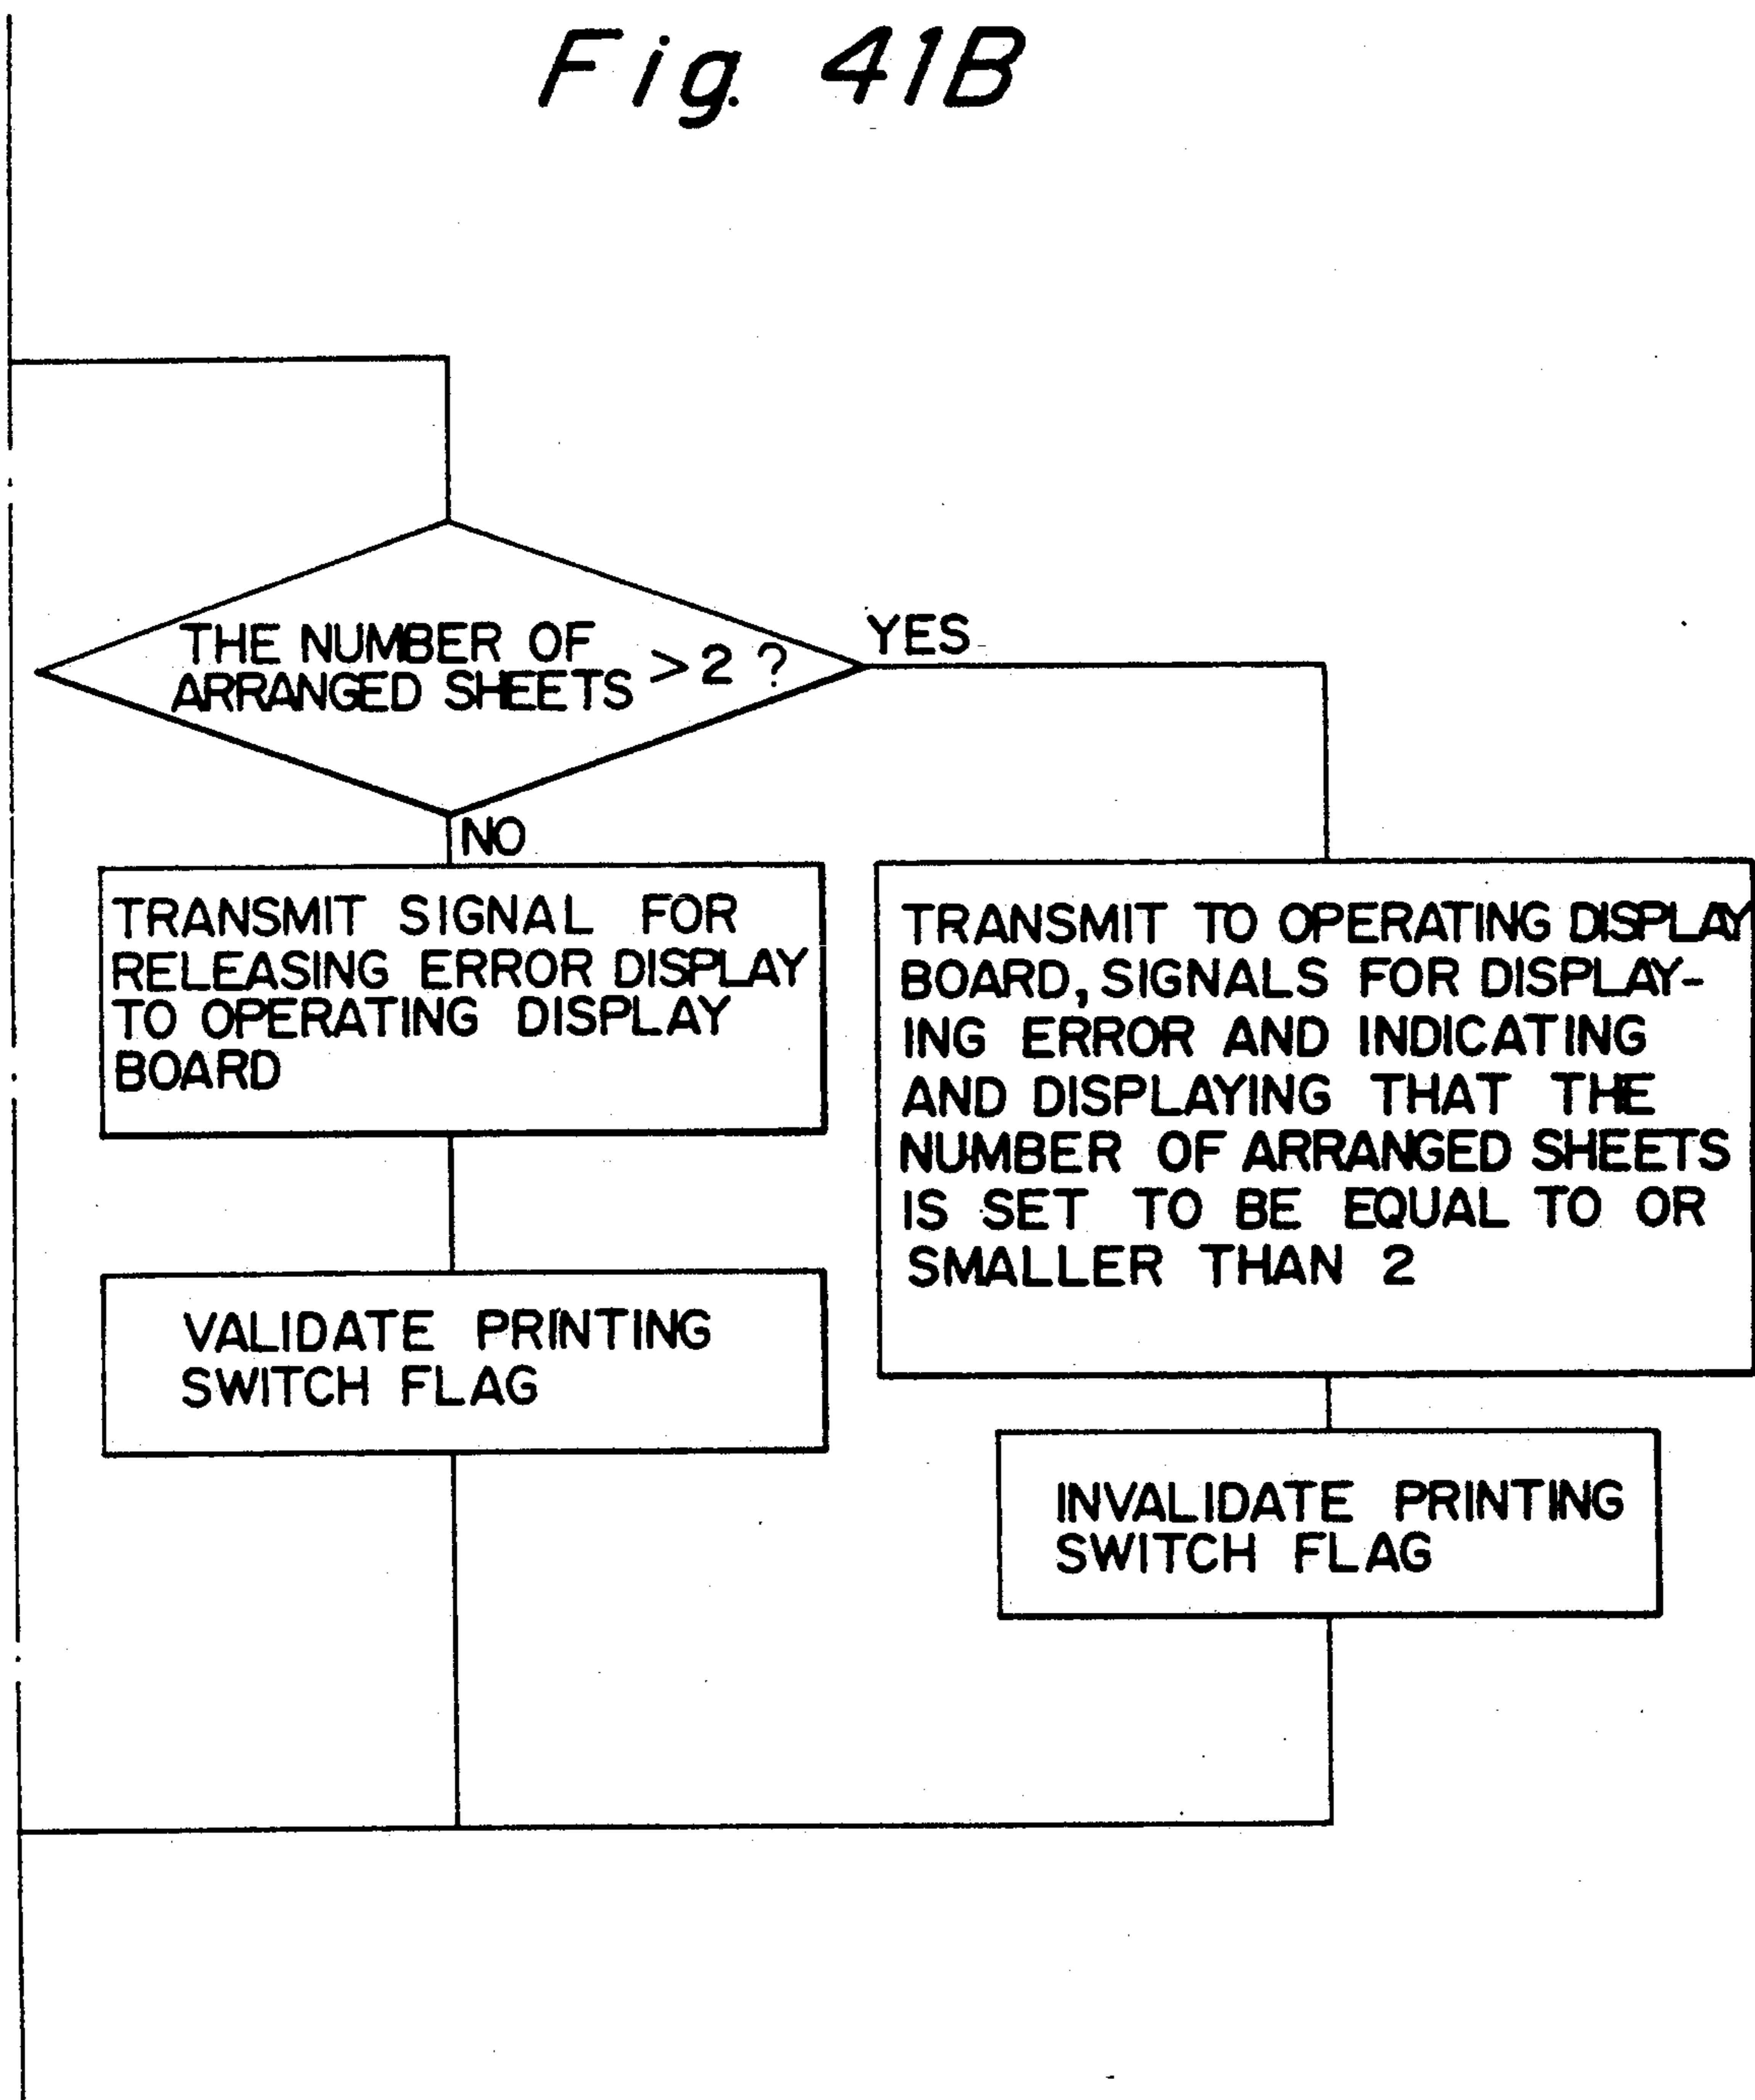 Fig. 41B
THE NUMBER OF
ARRANGED SHEETS >2 ?
YES
NO
TRANSMIT SIGNAL FOR
RELEASING ERROR DISPLAY
TO OPERATING DISPLAY
BOARD
TRANSMIT TO OPERATING DISPLAY
BOARD, SIGNALS FOR DISPLAY-
ING ERROR AND INDICATING
AND DISPLAYING THAT THE
NUMBER OF ARRANGED SHEETS
IS SET TO BE EQUAL TO OR
SMALLER THAN 2
VALIDATE PRINTING
SWITCH FLAG
INVALIDATE PRINTING
SWITCH FLAG